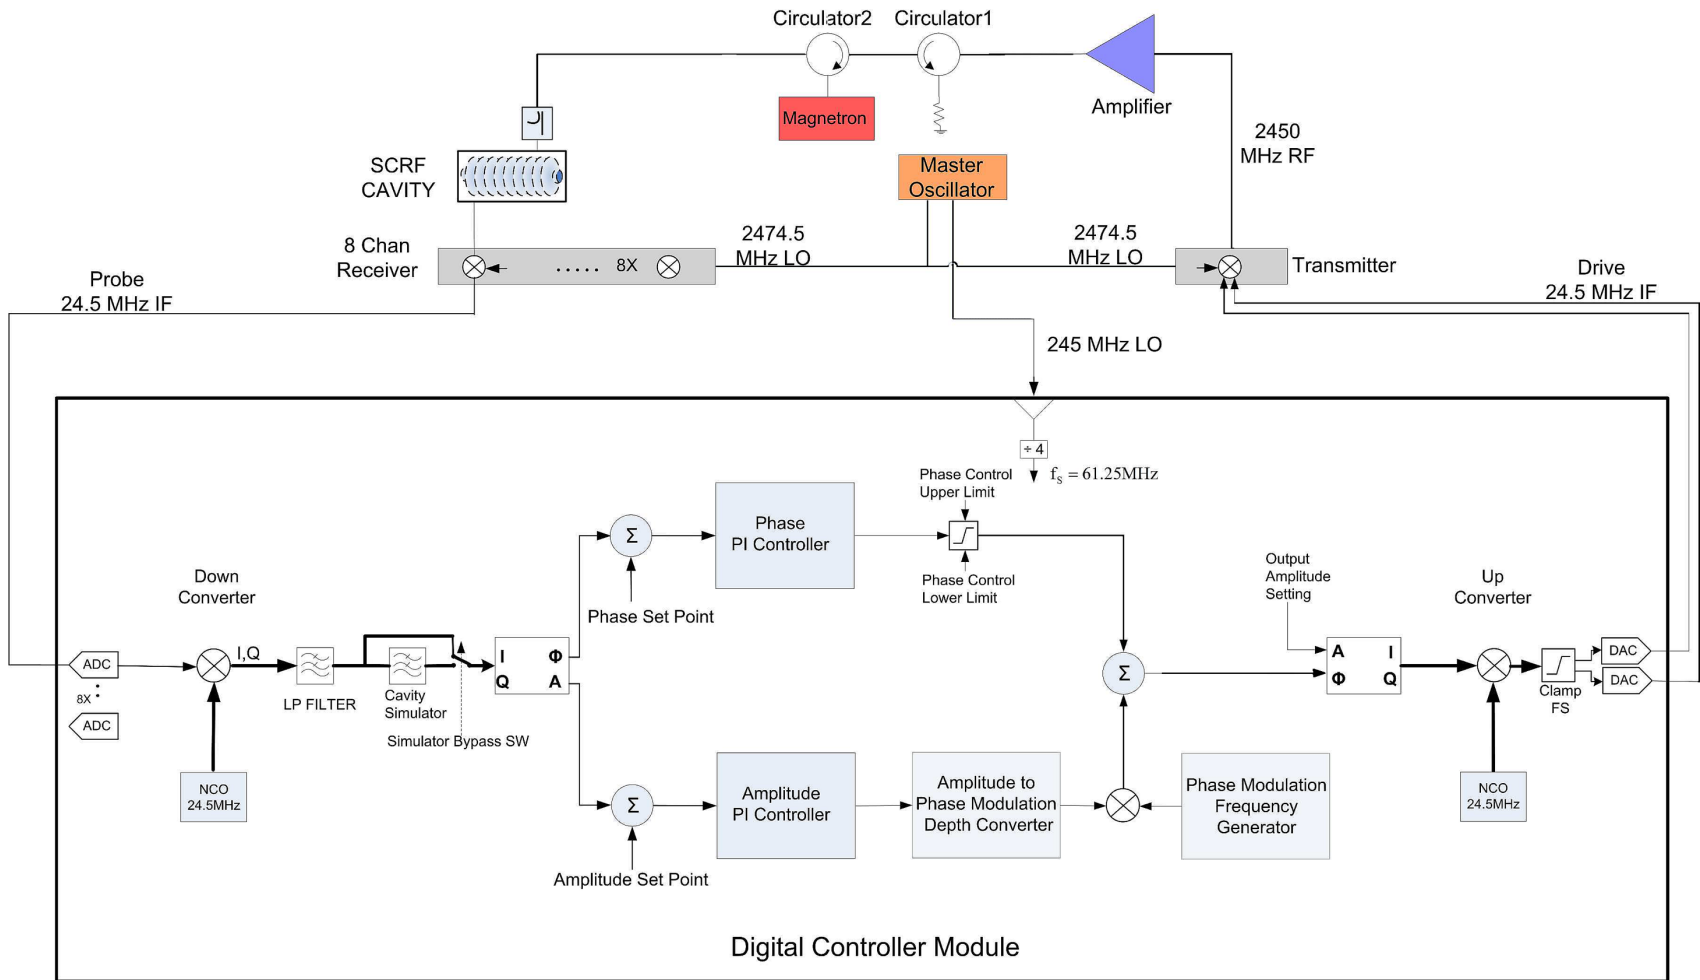 Circulator2
Circulator1
Magnetron
Amplifier
2450
MHz RF
SCRF
CAVITY
Master
Oscillator
8 Chan
Receiver
8X
2474.5
MHz LO
2474.5
MHz LO
Transmitter
Probe
24.5 MHz IF
Drive
24.5 MHz IF
245 MHz LO
÷ 4
fS = 61.25MHz
Phase Control
Upper Limit
Phase
PI Controller
Σ
Phase Control
Lower Limit
Phase Set Point
Output
Amplitude
Setting
Down
Converter
Up
Converter
ADC
8X
ADC
I,Q
LP FILTER
Cavity
Simulator
Simulator Bypass SW
I Φ
Q A
Σ
A I
Φ Q
Clamp
FS
DAC
DAC
NCO
24.5MHz
Σ
Amplitude
PI Controller
Amplitude to
Phase Modulation
Depth Converter
Phase Modulation
Frequency
Generator
NCO
24.5MHz
Amplitude Set Point
Digital Controller Module